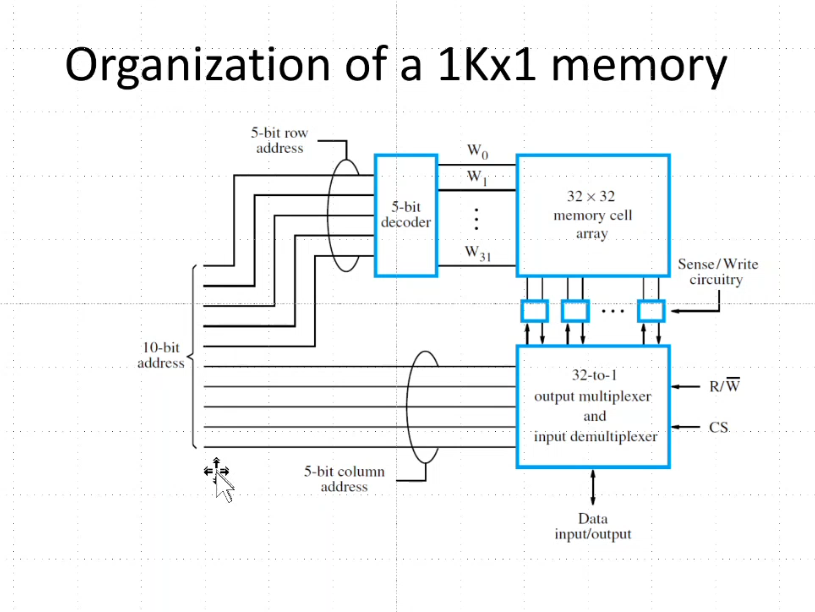 Organization of a 1Kx1 memory
5-bit row
address
W0
W1
5-bit
decoder
32 × 32
memory cell
array
W31
Sense/Write
circuitry
10-bit
address
32-to-1
output multiplexer
and
input demultiplexer
R/W̅
CS
5-bit column
address
Data
input/output